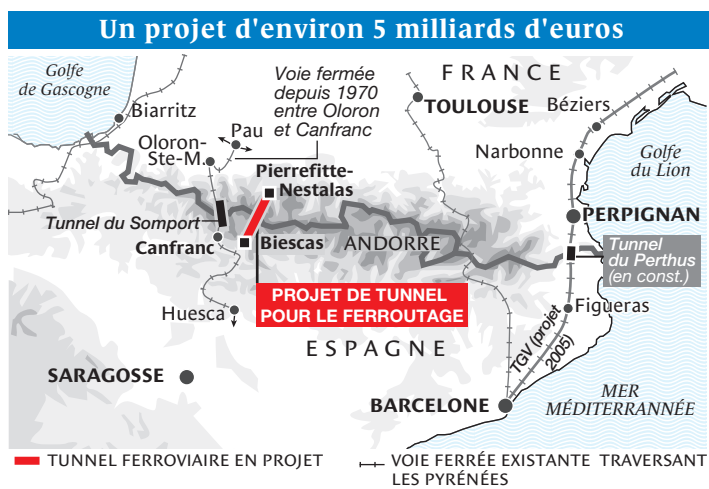 Un projet d'environ 5 milliards d'euros
Golfe
de Gascogne
Biarritz
Voie fermée
depuis 1970
entre Oloron
et Canfranc
FRANCE
TOULOUSE
Béziers
Oloron-
Ste-M.
Pau
Narbonne
Golfe
du Lion
Pierrefitte-
Nestalas
Tunnel du Somport
PERPIGNAN
Canfranc
Biescas
ANDORRE
Tunnel
du Perthus
(en const.)
PROJET DE TUNNEL
POUR LE FERROUTAGE
Huesca
Figueras
ESPAGNE
TGV (projet
2005)
SARAGOSSE
BARCELONE
MER
MÉDITERRANNÉE
TUNNEL FERROVIAIRE EN PROJET
VOIE FERRÉE EXISTANTE TRAVERSANT
LES PYRÉNÉES